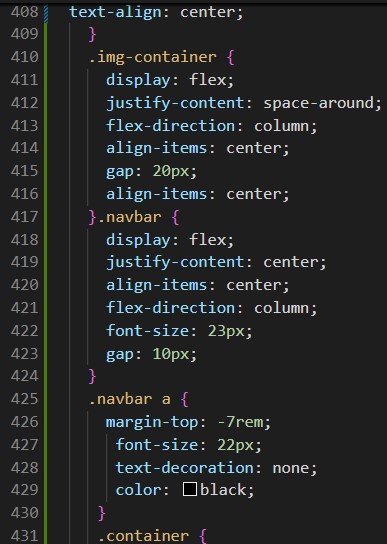 408 text-align: center;
409 }
410 .img-container {
411 display: flex;
412 justify-content: space-around;
413 flex-direction: column;
414 align-items: center;
415 gap: 20px;
416 align-items: center;
417 }.navbar {
418 display: flex;
419 justify-content: center;
420 align-items: center;
421 flex-direction: column;
422 font-size: 23px;
423 gap: 10px;
424 }
425 .navbar a {
426 margin-top: -7rem;
427 font-size: 22px;
428 text-decoration: none;
429 color: black;
430 }
431 .container {